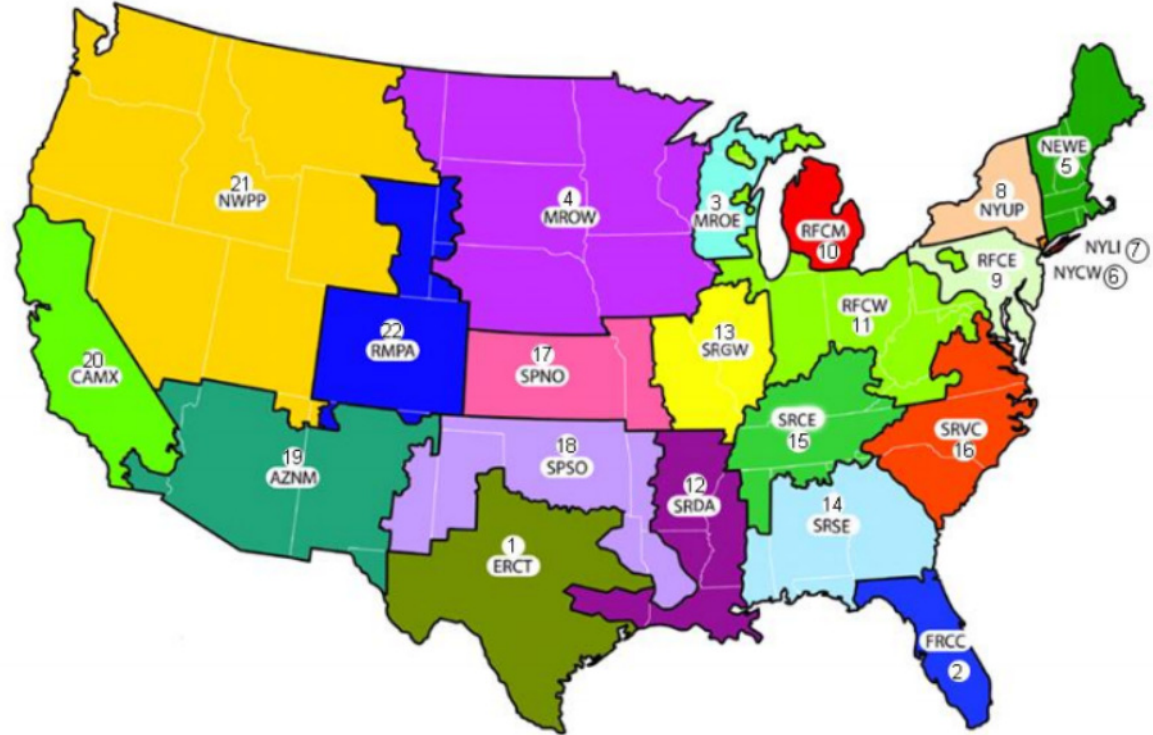 NEWE
5
21
NWPP
4
MROW
3
MROE
8
NYUP
RFCM
10
NYLI 7
NYCW 6
RFCE
9
RFCW
11
13
SRGW
22
RMPA
17
SPNO
20
CAMX
SRCE
15
SRVC
16
18
SPSO
19
AZNM
12
SRDA
14
SRSE
1
ERCT
FRCC
2